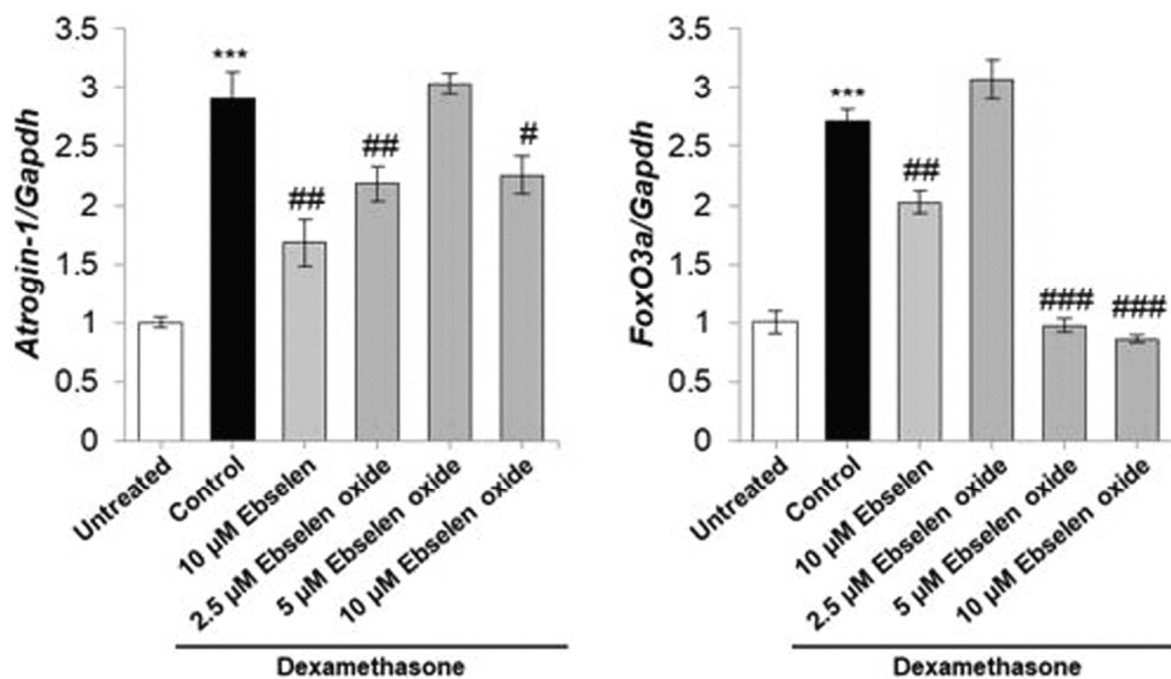 Atrogin-1/Gapdh
3.5
3
2.5
2
1.5
1
0.5
0
***
##
##
#
Untreated
Control
10 µM Ebselen
2.5 µM Ebselen oxide
5 µM Ebselen oxide
10 µM Ebselen oxide
Dexamethasone
FoxO3a/Gapdh
3.5
3
2.5
2
1.5
1
0.5
0
***
##
###
###
Untreated
Control
10 µM Ebselen
2.5 µM Ebselen oxide
5 µM Ebselen oxide
10 µM Ebselen oxide
Dexamethasone